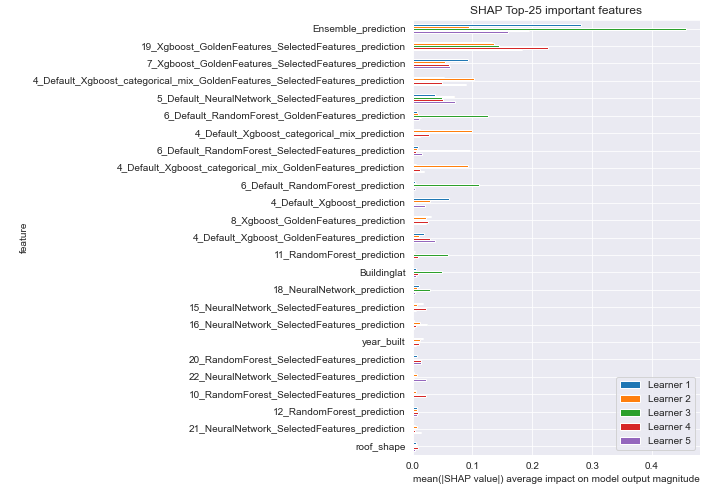 SHAP Top-25 important features
Ensemble_prediction
19_Xgboost_GoldenFeatures_SelectedFeatures_prediction
7_Xgboost_GoldenFeatures_SelectedFeatures_prediction
4_Default_Xgboost_categorical_mix_GoldenFeatures_SelectedFeatures_prediction
5_Default_NeuralNetwork_SelectedFeatures_prediction
6_Default_RandomForest_GoldenFeatures_prediction
4_Default_Xgboost_categorical_mix_prediction
6_Default_RandomForest_SelectedFeatures_prediction
4_Default_Xgboost_categorical_mix_GoldenFeatures_prediction
6_Default_RandomForest_prediction
4_Default_Xgboost_prediction
8_Xgboost_GoldenFeatures_prediction
4_Default_Xgboost_GoldenFeatures_prediction
11_RandomForest_prediction
Buildinglat
18_NeuralNetwork_prediction
15_NeuralNetwork_SelectedFeatures_prediction
16_NeuralNetwork_SelectedFeatures_prediction
year_built
20_RandomForest_SelectedFeatures_prediction
22_NeuralNetwork_SelectedFeatures_prediction
10_RandomForest_SelectedFeatures_prediction
12_RandomForest_prediction
21_NeuralNetwork_SelectedFeatures_prediction
roof_shape
feature
Learner 1
Learner 2
Learner 3
Learner 4
Learner 5
0.0 0.1 0.2 0.3 0.4
mean(|SHAP value|) average impact on model output magnitude